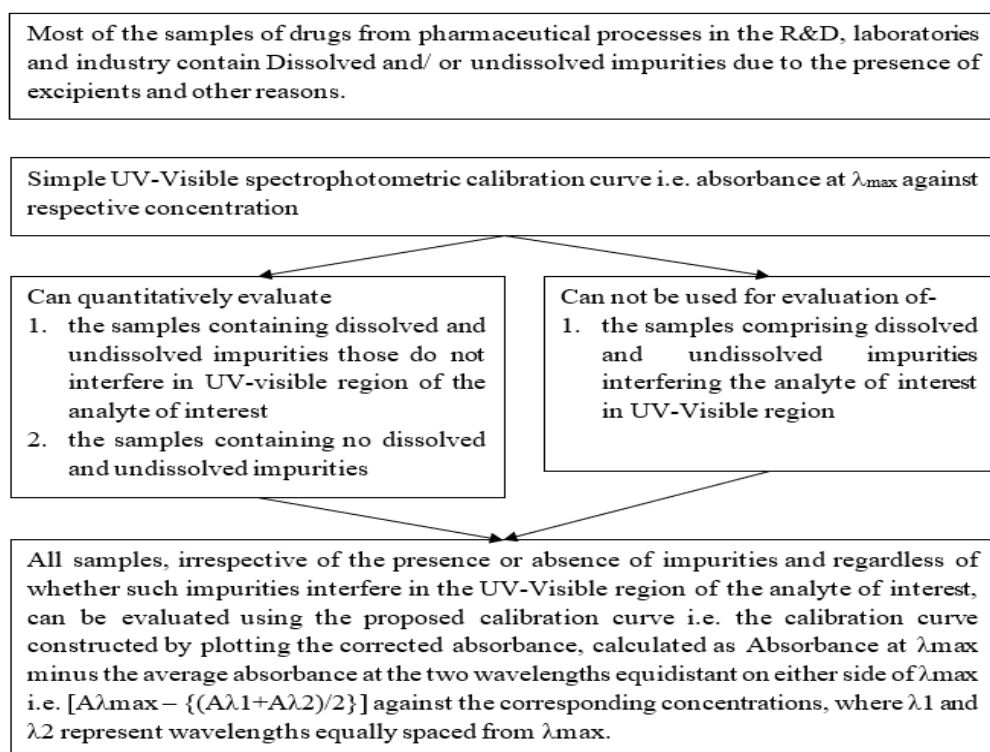 Most of the samples of drugs from pharmaceutical processes in the R&D, laboratories
and industry contain Dissolved and/ or undissolved impurities due to the presence of
excipients and other reasons.
Simple UV-Visible spectrophotometric calibration curve i.e. absorbance at λmax against
respective concentration
Can quantitatively evaluate
1. the samples containing dissolved and
undissolved impurities those do not
interfere in UV-visible region of the
analyte of interest
2. the samples containing no dissolved
and undissolved impurities
Can not be used for evaluation of-
1. the samples comprising dissolved
and undissolved impurities
interfering the analyte of interest
in UV-Visible region
All samples, irrespective of the presence or absence of impurities and regardless of
whether such impurities interfere in the UV-Visible region of the analyte of interest,
can be evaluated using the proposed calibration curve i.e. the calibration curve
constructed by plotting the corrected absorbance, calculated as Absorbance at λmax
minus the average absorbance at the two wavelengths equidistant on either side of λmax
i.e. [Aλmax – {(Aλ1+Aλ2)/2}] against the corresponding concentrations, where λ1 and
λ2 represent wavelengths equally spaced from λmax.